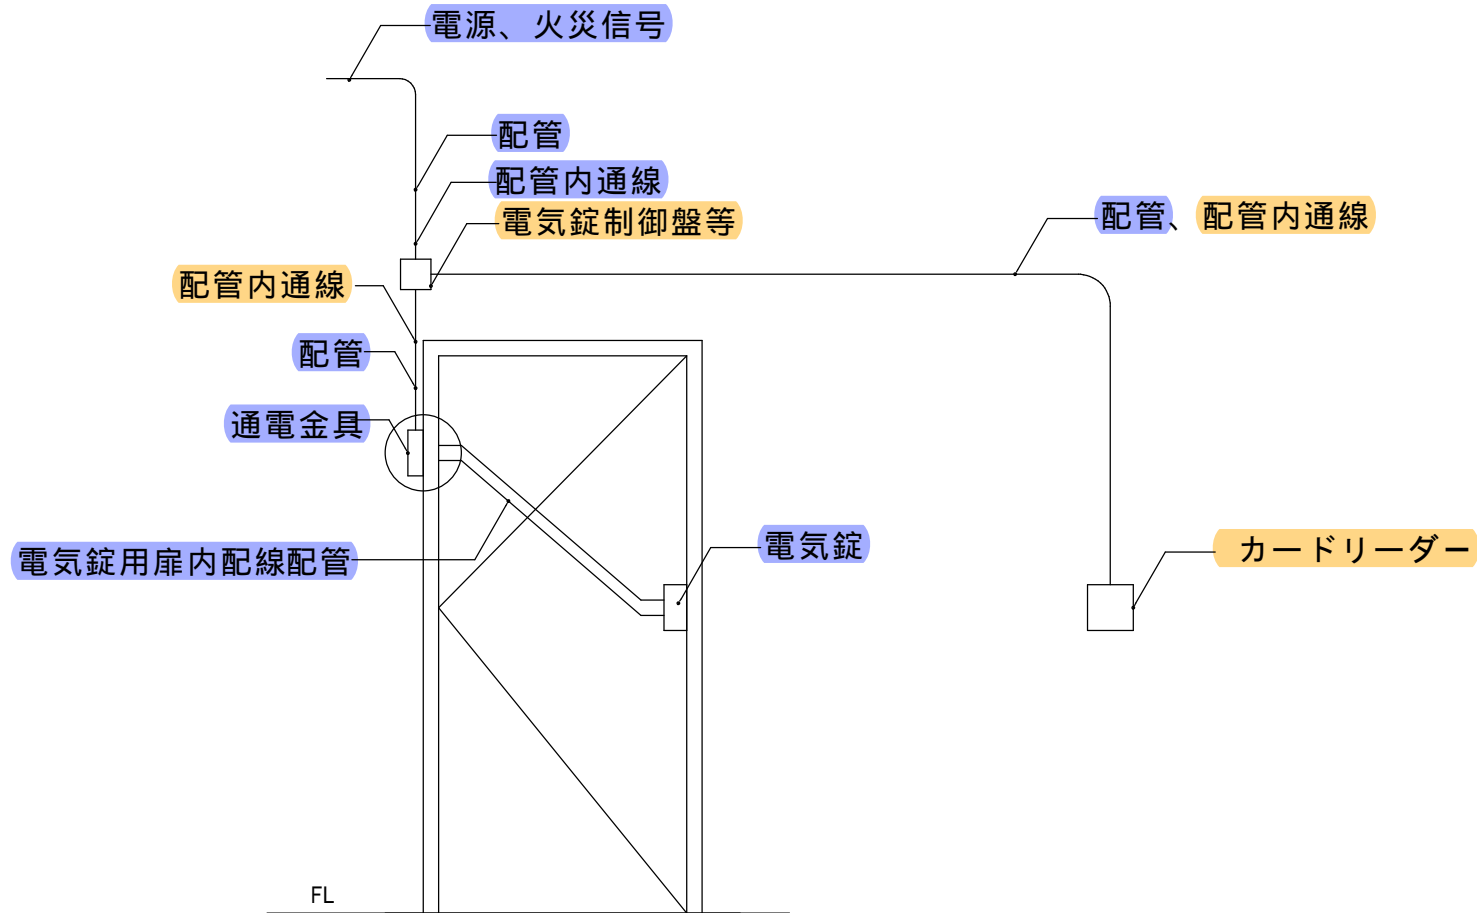 電源、火災信号
配管
配管内通線
電気錠制御盤等
配管、配管内通線
配管内通線
配管
通電金具
電気錠用扉内配線配管
電気錠
カードリーダー
FL